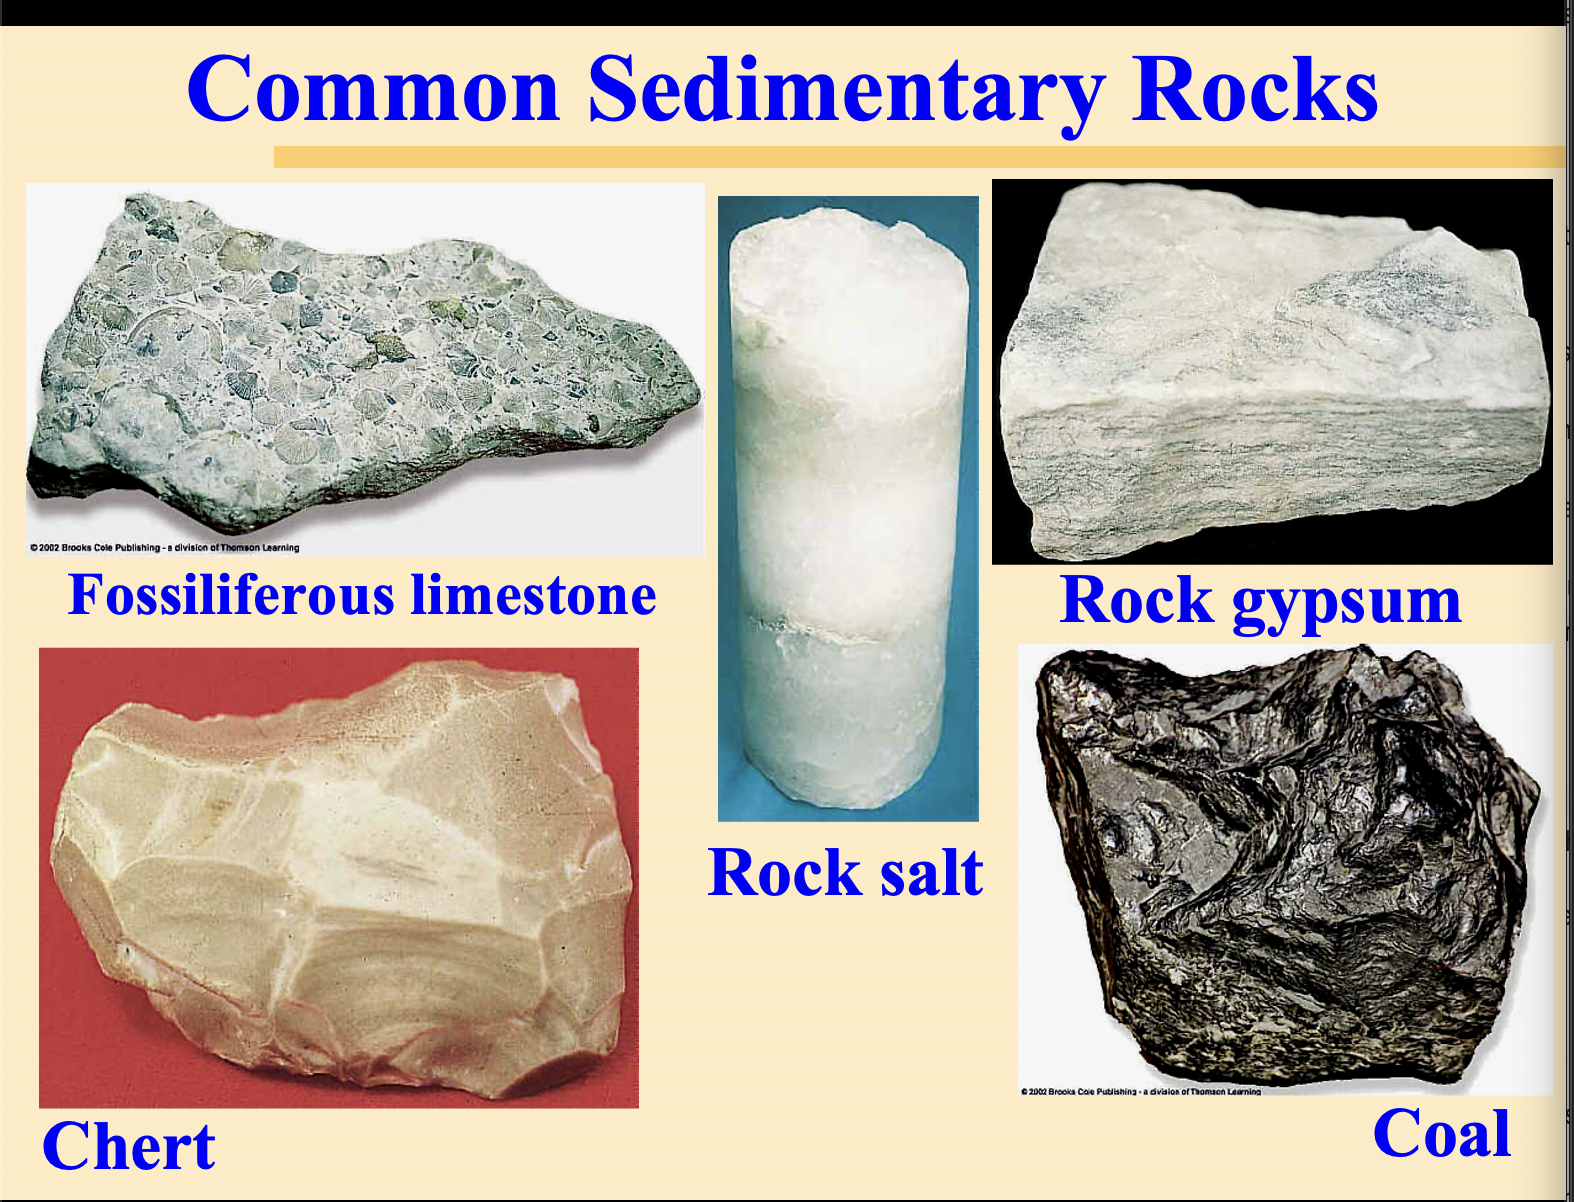 Common Sedimentary Rocks
© 2002 Brooks Cole Publishing - a division of Thomson Learning
Fossiliferous limestone
Rock gypsum
Rock salt
© 2002 Brooks Cole Publishing - a division of Thomson Learning
Chert
Coal